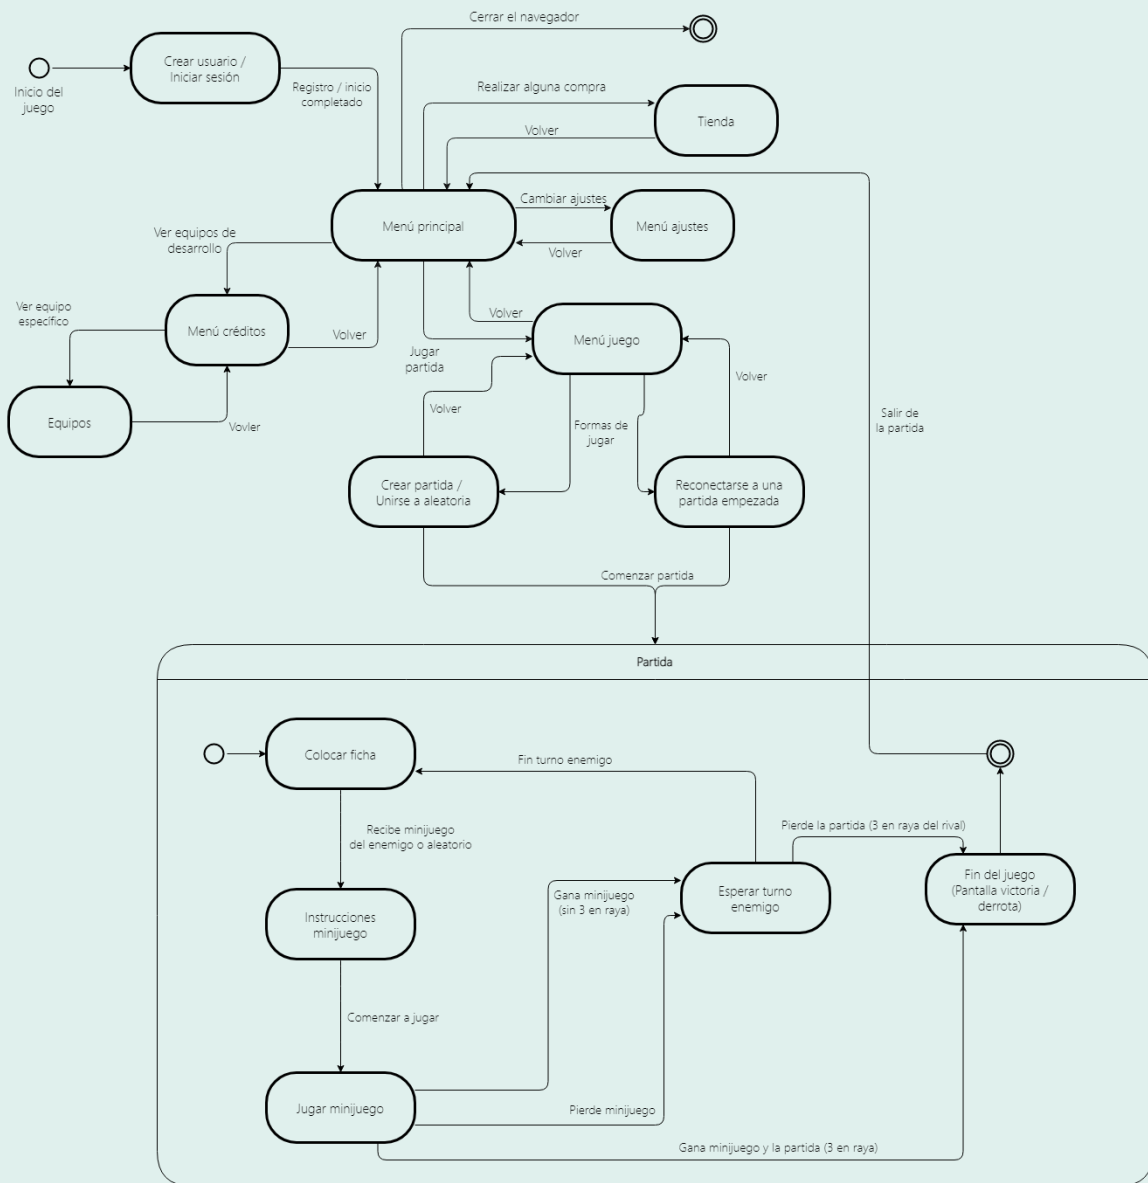 Cerrar el navegador
Crear usuario /
Iniciar sesión
Inicio del
juego
Registro / inicio
completado
Realizar alguna compra
Tienda
Volver
Menú principal
Cambiar ajustes
Menú ajustes
Volver
Ver equipos de
desarrollo
Ver equipo
específico
Menú créditos
Volver
Volver
Menú juego
Jugar
partida
Equipos
Vovler
Volver
Volver
Formas de
jugar
Salir de
la partida
Crear partida /
Unirse a aleatoria
Reconectarse a una
partida empezada
Comenzar partida
Partida
Colocar ficha
Fin turno enemigo
Recibe minijuego
del enemigo o aleatorio
Pierde la partida (3 en raya del rival)
Instrucciones
minijuego
Gana minijuego
(sin 3 en raya)
Esperar turno
enemigo
Fin del juego
(Pantalla victoria /
derrota)
Comenzar a jugar
Jugar minijuego
Pierde minijuego
Gana minijuego y la partida (3 en raya)